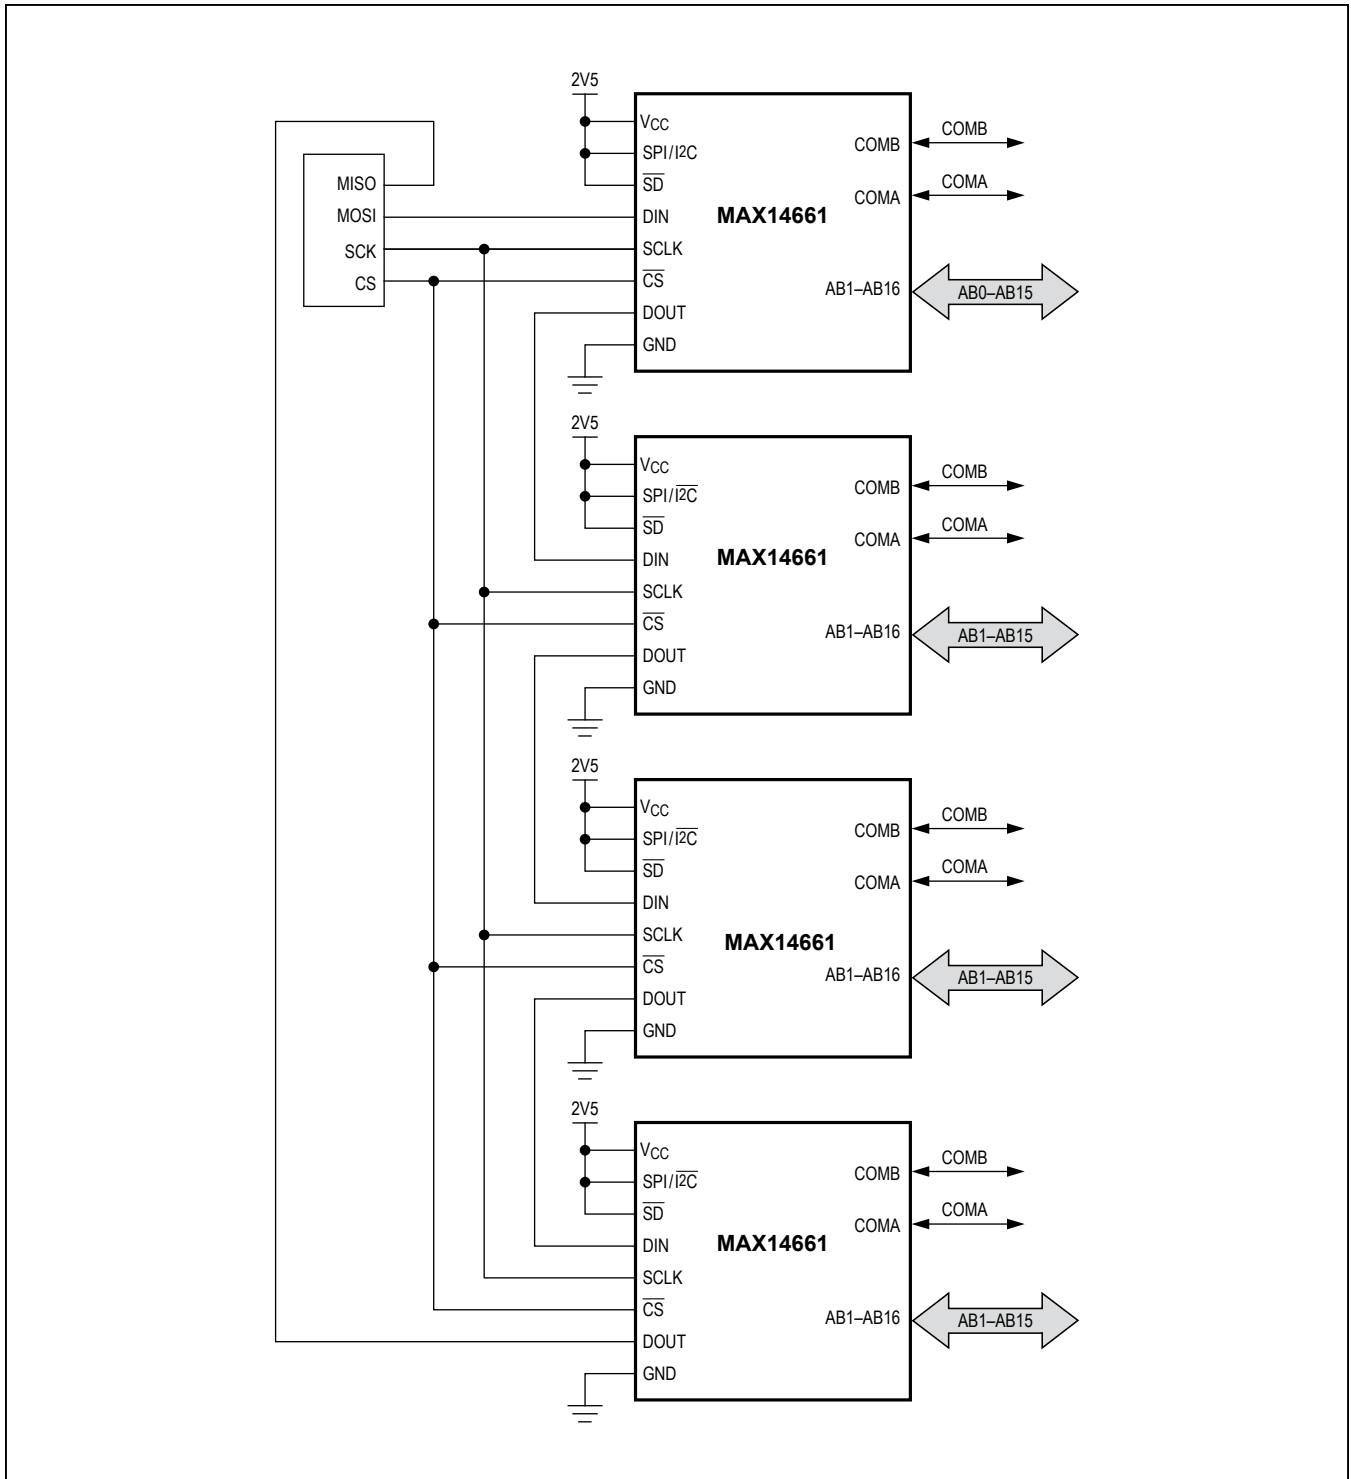 2V5
VCC
SPI/I2C
SD
DIN
SCLK
CS
DOUT
GND
MAX14661
COMB
COMA
AB1–AB16
COMB
COMA
AB0–AB15
MISO
MOSI
SCK
CS
2V5
VCC
SPI/I2C
SD
DIN
SCLK
CS
DOUT
GND
MAX14661
COMB
COMA
AB1–AB16
COMB
COMA
AB1–AB15
2V5
VCC
SPI/I2C
SD
DIN
SCLK
CS
DOUT
GND
MAX14661
COMB
COMA
AB1–AB16
COMB
COMA
AB1–AB15
2V5
VCC
SPI/I2C
SD
DIN
SCLK
CS
DOUT
GND
MAX14661
COMB
COMA
AB1–AB16
COMB
COMA
AB1–AB15